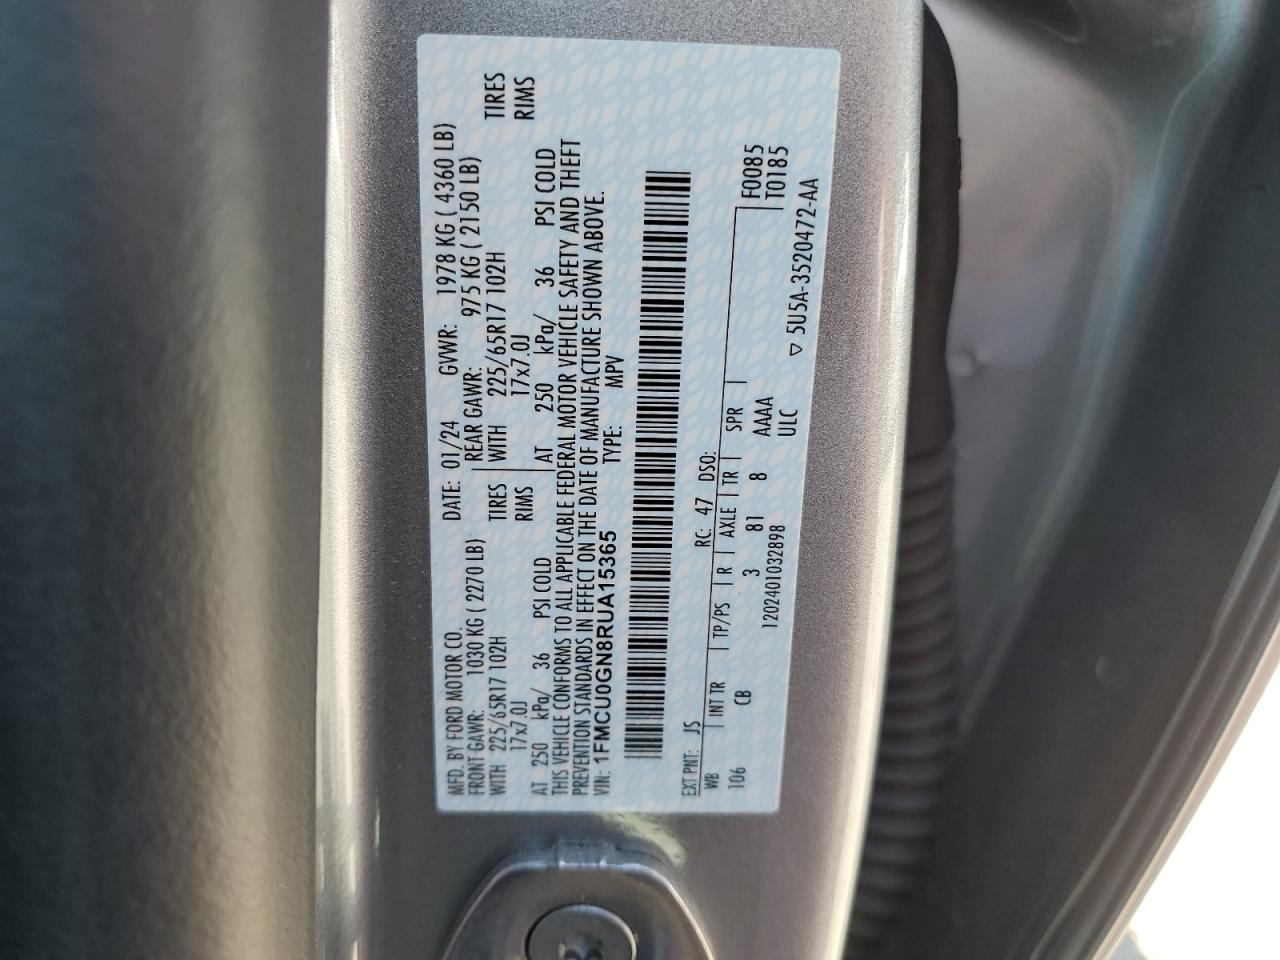 MFD. BY FORD MOTOR CO. DATE: 01/24 GVWR: 1978 KG ( 4360 LB)
FRONT GAWR: 1030 KG ( 2270 LB) REAR GAWR: 975 KG ( 2150 LB)
WITH 225/65R17 102H TIRES WITH 225/65R17 102H TIRES
17x7.0J RIMS 17x7.0J RIMS
AT 250 kPa/ 36 PSI COLD AT 250 kPa/ 36 PSI COLD
THIS VEHICLE CONFORMS TO ALL APPLICABLE FEDERAL MOTOR VEHICLE SAFETY AND THEFT
PREVENTION STANDARDS IN EFFECT ON THE DATE OF MANUFACTURE SHOWN ABOVE.
VIN: 1FMCU0GN8RUA15365 TYPE: MPV
EXT PNT: JS RC: 47 DSO:
WB INT TR TP/PS R AXLE TR SPR F0085
106 CB 3 81 8 AAAA T0185
1202401032898 ULC
▽ 5U5A-3520472-AA